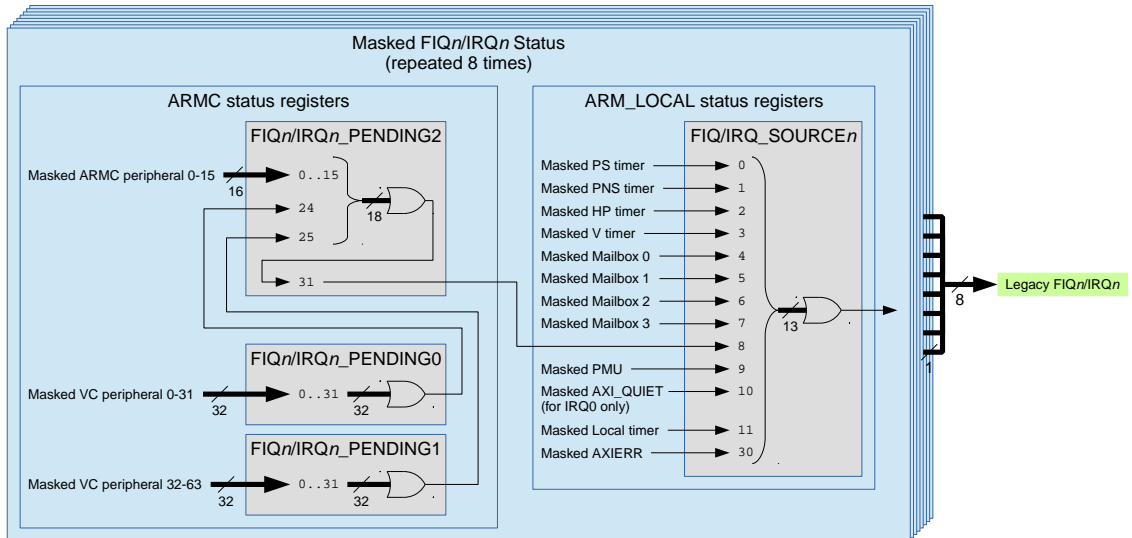 Masked FIQn/IRQn Status
(repeated 8 times)
ARMC status registers
FIQn/IRQn_PENDING2
Masked ARMC peripheral 0-15
16
0..15
24
25
18
31
FIQn/IRQn_PENDING0
Masked VC peripheral 0-31
32
0..31
32
FIQn/IRQn_PENDING1
Masked VC peripheral 32-63
32
0..31
32
ARM_LOCAL status registers
FIQ/IRQ_SOURCEn
Masked PS timer 0
Masked PNS timer 1
Masked HP timer 2
Masked V timer 3
Masked Mailbox 0 4
Masked Mailbox 1 5
Masked Mailbox 2 6
Masked Mailbox 3 7
8
Masked PMU 9
Masked AXI_QUIET 10
(for IRQ0 only)
Masked Local timer 11
Masked AXIERR 30
13
1
8
Legacy FIQn/IRQn